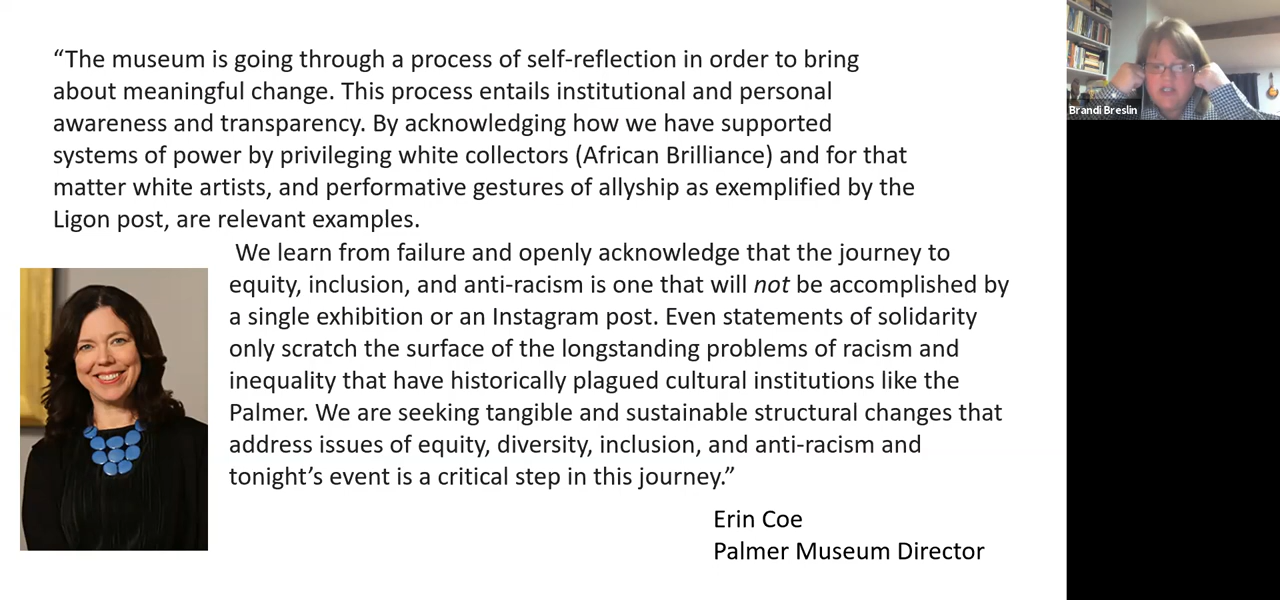 “The museum is going through a process of self-reflection in order to bring
about meaningful change. This process entails institutional and personal
awareness and transparency. By acknowledging how we have supported
systems of power by privileging white collectors (African Brilliance) and for that
matter white artists, and performative gestures of allyship as exemplified by the
Ligon post, are relevant examples.
We learn from failure and openly acknowledge that the journey to
equity, inclusion, and anti-racism is one that will not be accomplished by
a single exhibition or an Instagram post. Even statements of solidarity
only scratch the surface of the longstanding problems of racism and
inequality that have historically plagued cultural institutions like the
Palmer. We are seeking tangible and sustainable structural changes that
address issues of equity, diversity, inclusion, and anti-racism and
tonight’s event is a critical step in this journey.”
Erin Coe
Palmer Museum Director
Brandi Breslin